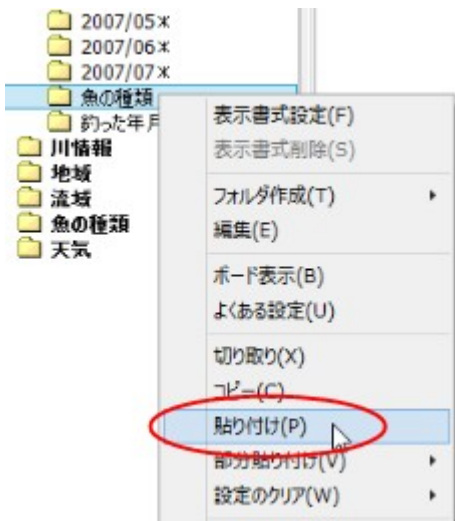 2007/05*
2007/06*
2007/07*
魚の種類
釣った年月
川情報
地域
流域
魚の種類
天気
表示書式設定(F)
表示書式削除(S)
フォルダ作成(T)
編集(E)
ボード表示(B)
よくある設定(U)
切り取り(X)
コピー(C)
貼り付け(P)
部分貼り付け(V)
設定のクリア(W)